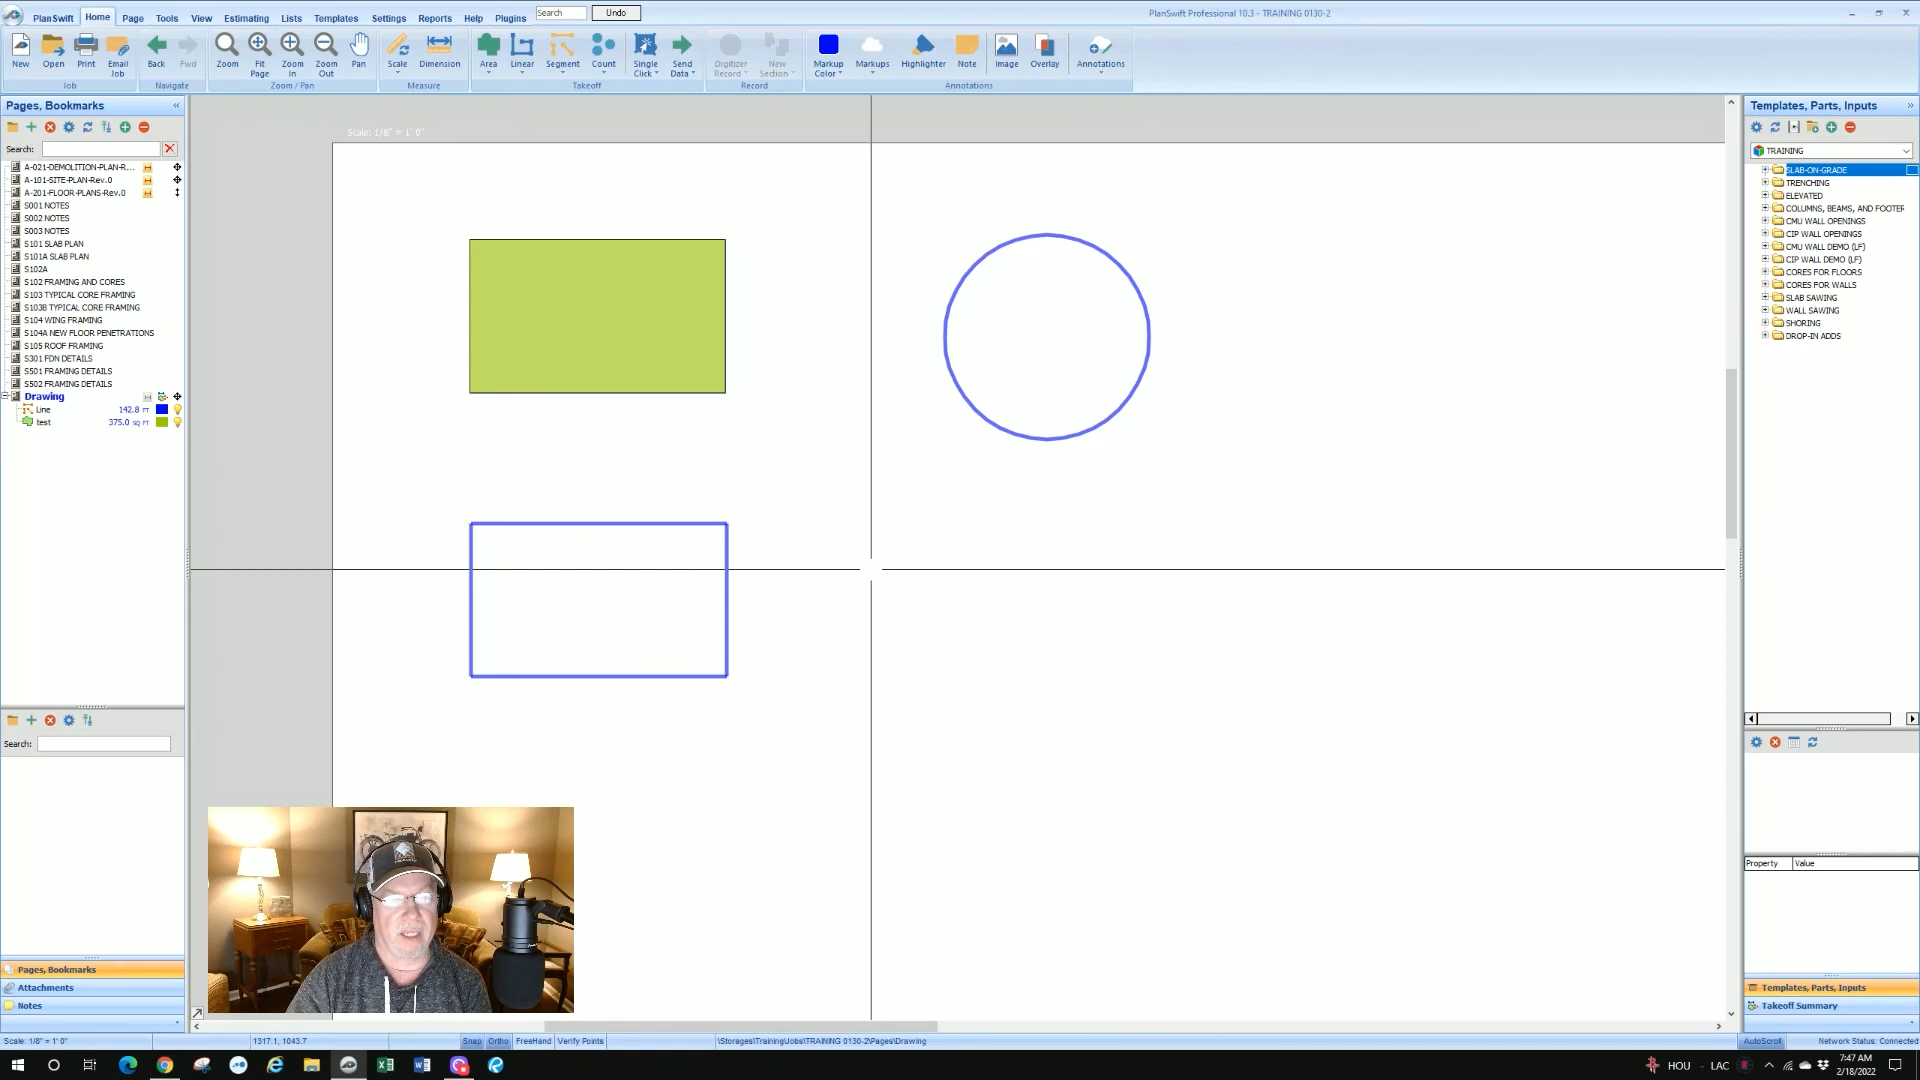 PlanSwift Home Page Tools View Estimating Lists Templates Settings Reports Help Plugins Search Undo
PlanSwift Professional 10.3 - TRAINING 0130-2
New Open Print Email Job Back Fwd Zoom Fit Page Zoom In Zoom Out Pan Scale Dimension Area Linear Segment Count Single Click Send Data Digitizer Record New Section Markup Color Markups Highlighter Note Image Overlay Annotations
Job Navigate Zoom / Pan Measure Takeoff Record Annotations
Pages, Bookmarks
Search:
A-021-DEMOLITION-PLAN-R...
A-101-SITE-PLAN-Rev.0
A-201-FLOOR-PLANS-Rev.0
S001 NOTES
S002 NOTES
S003 NOTES
S101 SLAB PLAN
S101A SLAB PLAN
S102A
S102 FRAMING AND CORES
S103 TYPICAL CORE FRAMING
S103B TYPICAL CORE FRAMING
S104 WING FRAMING
S104A NEW FLOOR PENETRATIONS
S105 ROOF FRAMING
S301 FDN DETAILS
S501 FRAMING DETAILS
S502 FRAMING DETAILS
Drawing
Line 142.8 FT
test 375.0 SQ FT
Search:
Pages, Bookmarks
Attachments
Notes
Scale: 1/8" = 1' 0"
Templates, Parts, Inputs
TRAINING
SLAB-ON-GRADE
TRENCHING
ELEVATED
COLUMNS, BEAMS, AND FOOTER
CMU WALL OPENINGS
CIP WALL OPENINGS
CMU WALL DEMO (LF)
CIP WALL DEMO (LF)
CORES FOR FLOORS
CORES FOR WALLS
SLAB SAWING
WALL SAWING
SHORING
DROP-IN ADDS
Property Value
Templates, Parts, Inputs
Takeoff Summary
Scale: 1/8" = 1' 0" 1317.1, 1043.7 Snap Ortho FreeHand Verify Points \Storages\Training\Jobs\TRAINING 0130-2\Pages\Drawing AutoScroll Network Status: Connected
HOU - LAC
7:47 AM
2/18/2022